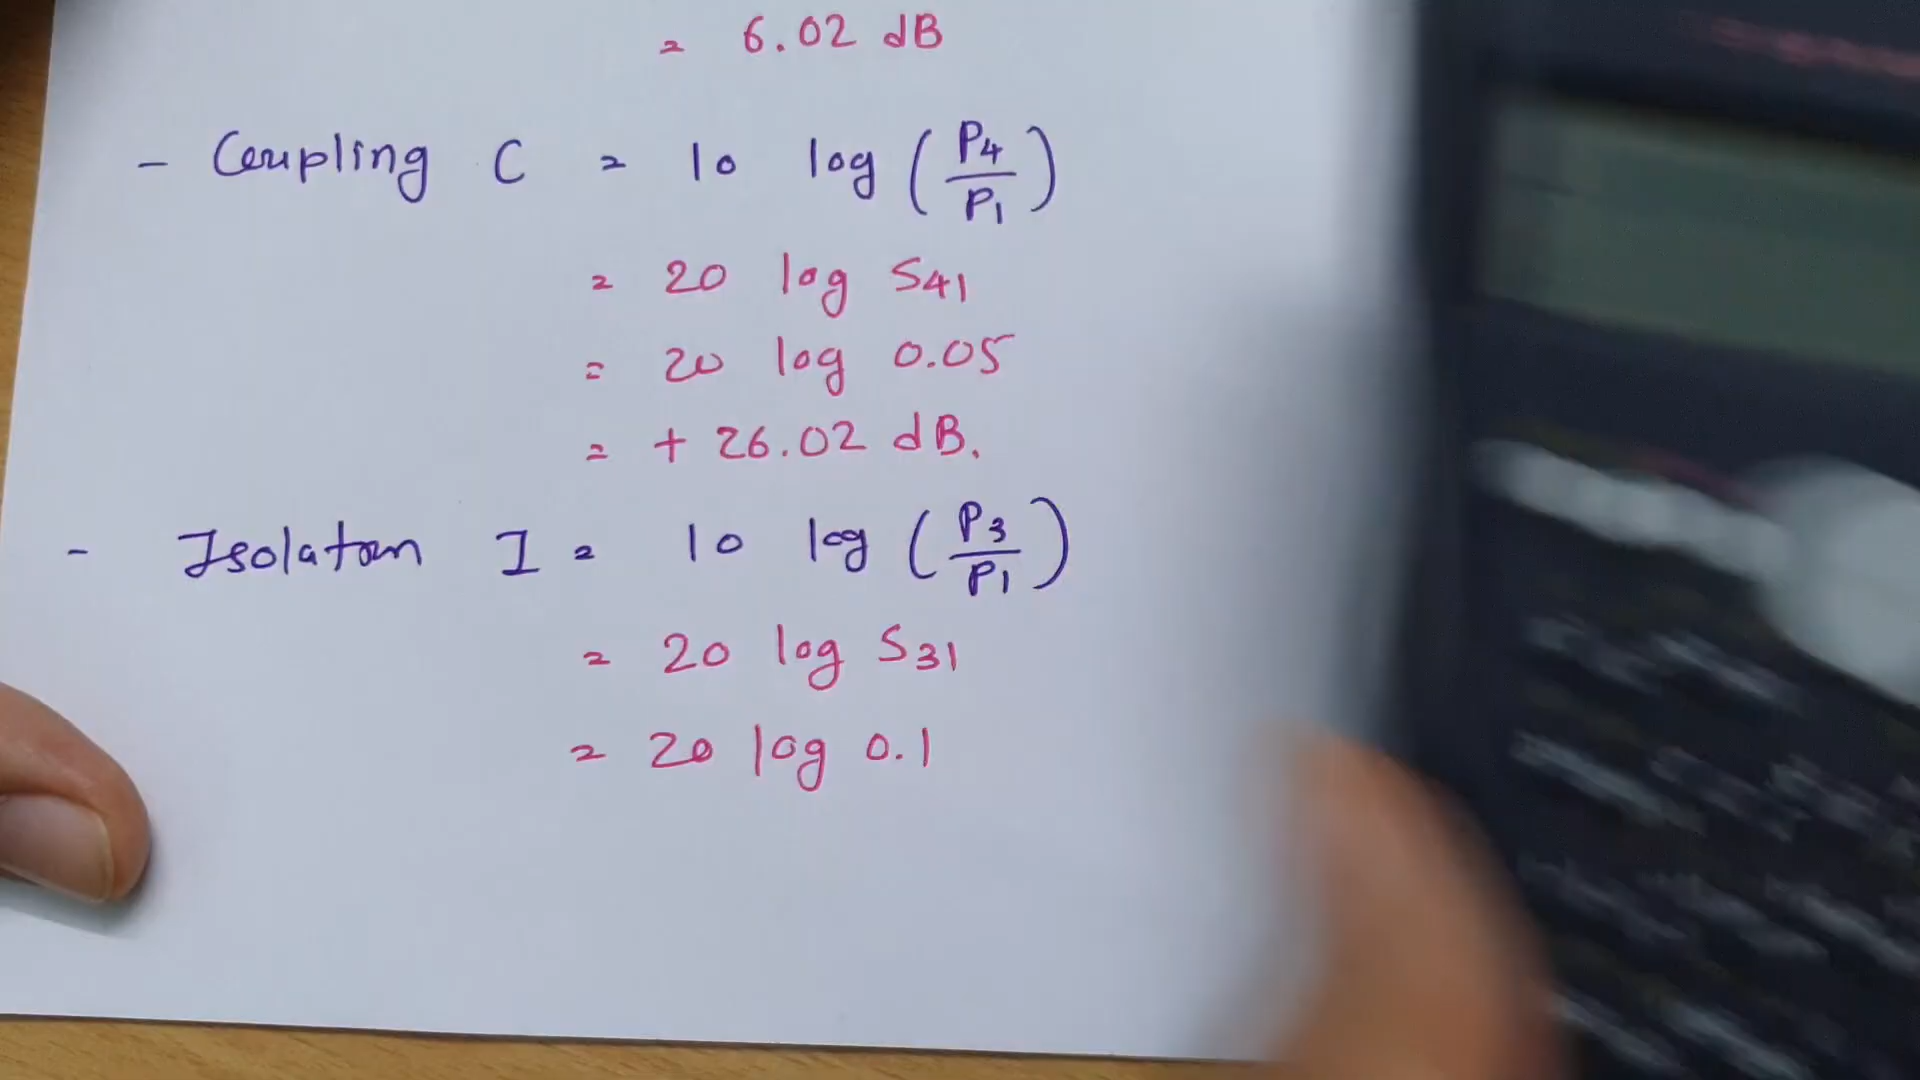 = 6.02 dB
- Coupling C = 10 log (P4/P1)
= 20 log S41
= 20 log 0.05
= + 26.02 dB.
- Isolation I = 10 log (P3/P1)
= 20 log S31
= 20 log 0.1